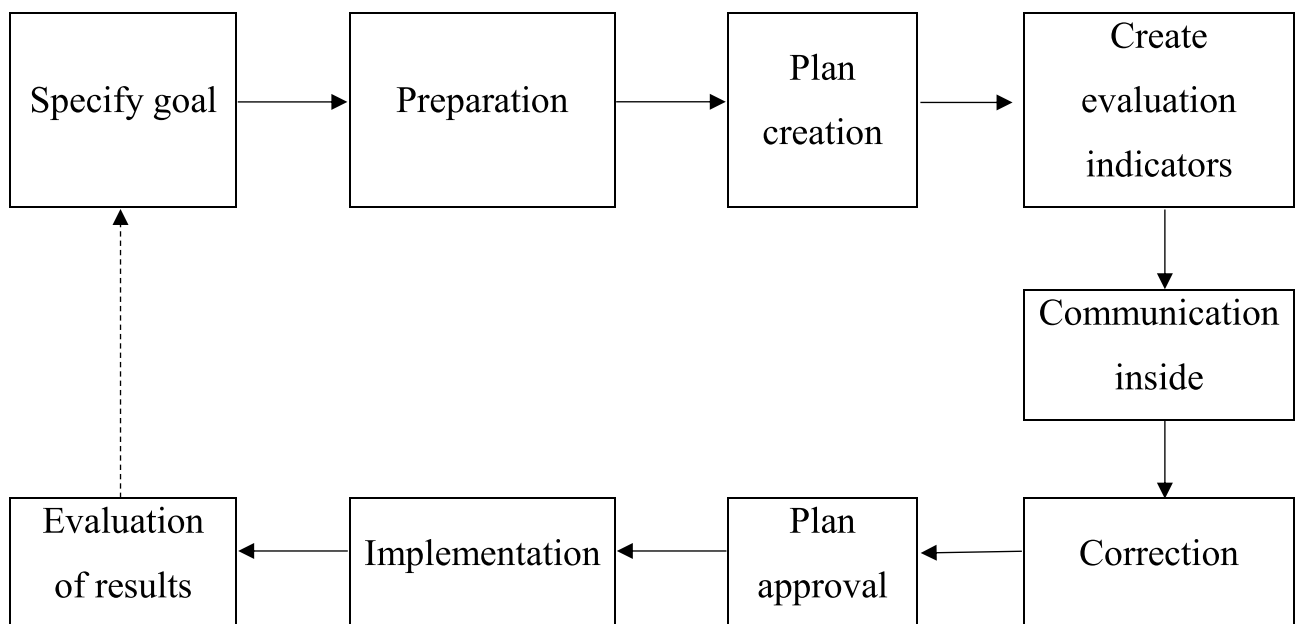 Specify goal
Preparation
Plan
creation
Create
evaluation
indicators
Communication
inside
Correction
Plan
approval
Implementation
Evaluation
of results